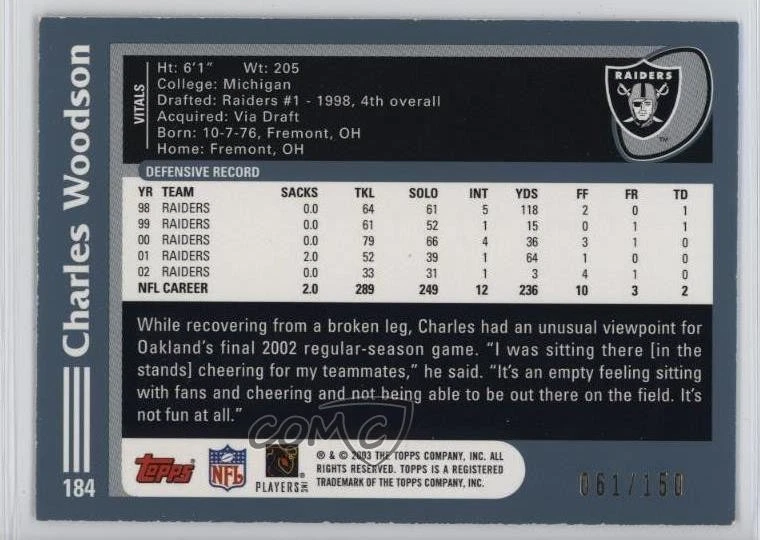 Charles Woodson
184
VITALS
Ht: 6'1" Wt: 205
College: Michigan
Drafted: Raiders #1 - 1998, 4th overall
Acquired: Via Draft
Born: 10-7-76, Fremont, OH
Home: Fremont, OH
RAIDERS
TM
DEFENSIVE RECORD
YR TEAM SACKS TKL SOLO INT YDS FF FR TD
98 RAIDERS 0.0 64 61 5 118 2 0 1
99 RAIDERS 0.0 61 52 1 15 0 1 1
00 RAIDERS 0.0 79 66 4 36 3 1 0
01 RAIDERS 2.0 52 39 1 64 1 0 0
02 RAIDERS 0.0 33 31 1 3 4 1 0
NFL CAREER 2.0 289 249 12 236 10 3 2
While recovering from a broken leg, Charles had an unusual viewpoint for
Oakland's final 2002 regular-season game. "I was sitting there [in the
stands] cheering for my teammates," he said. "It's an empty feeling sitting
with fans and cheering and not being able to be out there on the field. It's
not fun at all."
COMC
topps
NFL
PLAYERS INC
® & © 2003 THE TOPPS COMPANY, INC. ALL
RIGHTS RESERVED. TOPPS IS A REGISTERED
TRADEMARK OF THE TOPPS COMPANY, INC.
061/150